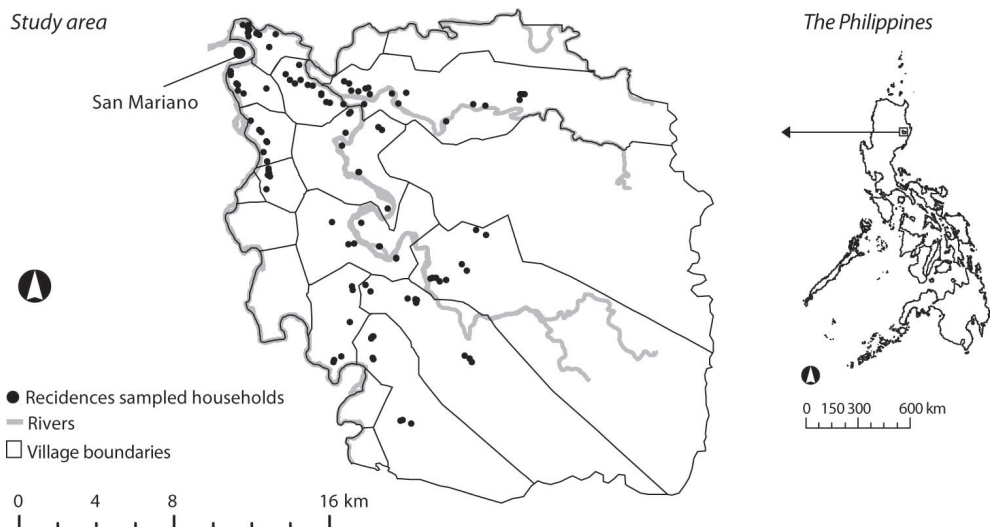 Study area
The Philippines
San Mariano
Recidences sampled households
Rivers
Village boundaries
0 4 8 16 km
0 150 300 600 km